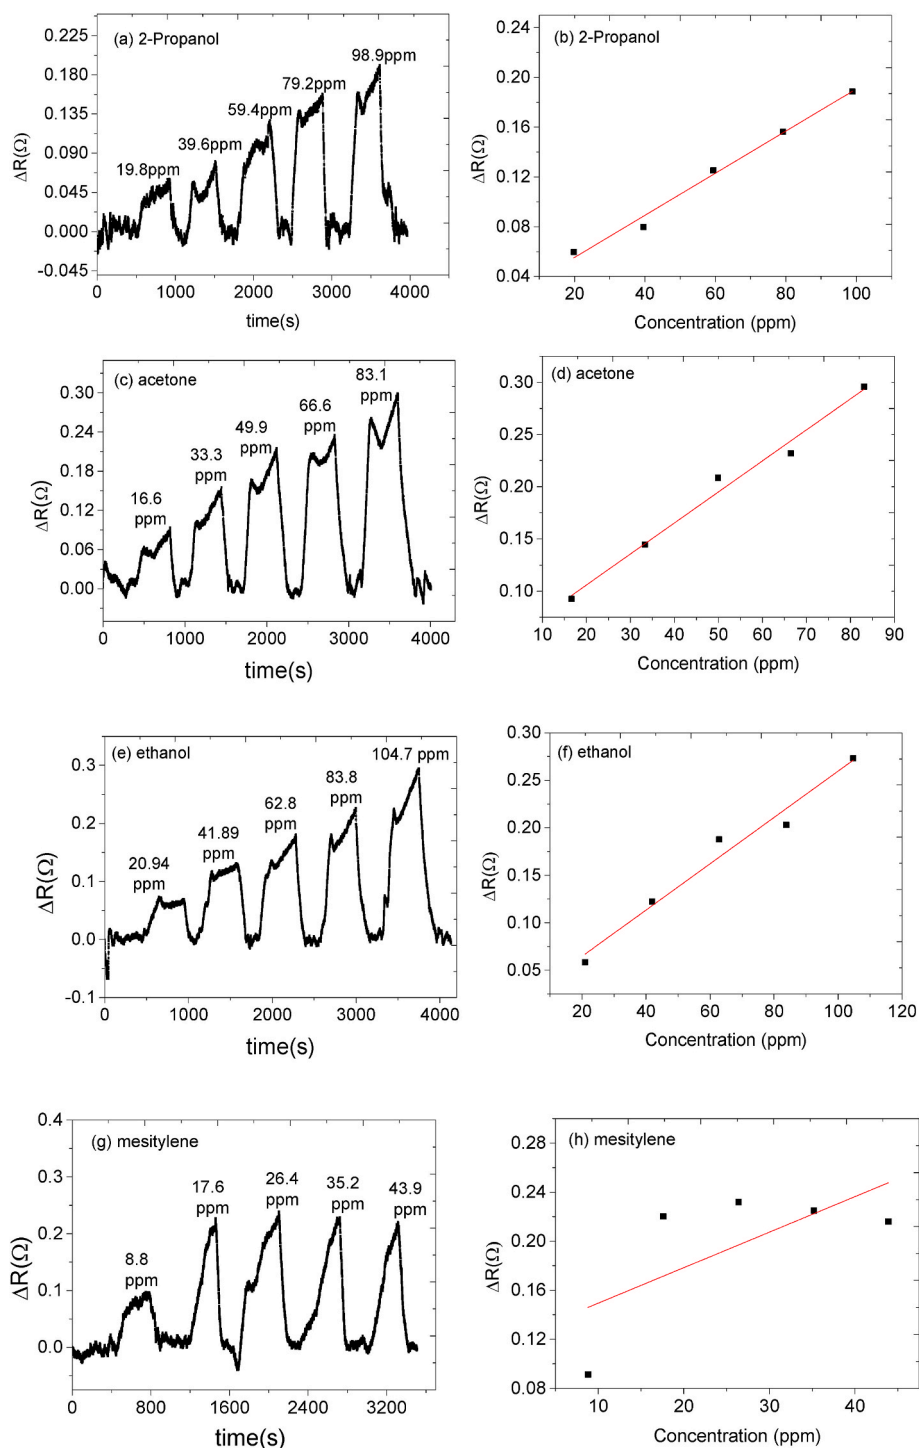 (a) 2-Propanol
19.8ppm
39.6ppm
59.4ppm
79.2ppm
98.9ppm
0.225
0.180
0.135
0.090
0.045
0.000
-0.045
ΔR(Ω)
0 1000 2000 3000 4000
time(s)
(b) 2-Propanol
0.24
0.20
0.16
0.12
0.08
0.04
ΔR(Ω)
20 40 60 80 100
Concentration (ppm)
(c) acetone
16.6
ppm
33.3
ppm
49.9
ppm
66.6
ppm
83.1
ppm
0.30
0.24
0.18
0.12
0.06
0.00
ΔR(Ω)
0 1000 2000 3000 4000
time(s)
(d) acetone
0.30
0.25
0.20
0.15
0.10
ΔR(Ω)
10 20 30 40 50 60 70 80 90
Concentration (ppm)
(e) ethanol
20.94
ppm
41.89
ppm
62.8
ppm
83.8
ppm
104.7 ppm
0.3
0.2
0.1
0.0
-0.1
ΔR(Ω)
0 1000 2000 3000 4000
time(s)
(f) ethanol
0.30
0.25
0.20
0.15
0.10
0.05
ΔR(Ω)
20 40 60 80 100 120
Concentration (ppm)
(g) mesitylene
8.8
ppm
17.6
ppm
26.4
ppm
35.2
ppm
43.9
ppm
0.4
0.3
0.2
0.1
0.0
ΔR(Ω)
0 800 1600 2400 3200
time(s)
(h) mesitylene
0.28
0.24
0.20
0.16
0.12
0.08
ΔR(Ω)
10 20 30 40
Concentration (ppm)